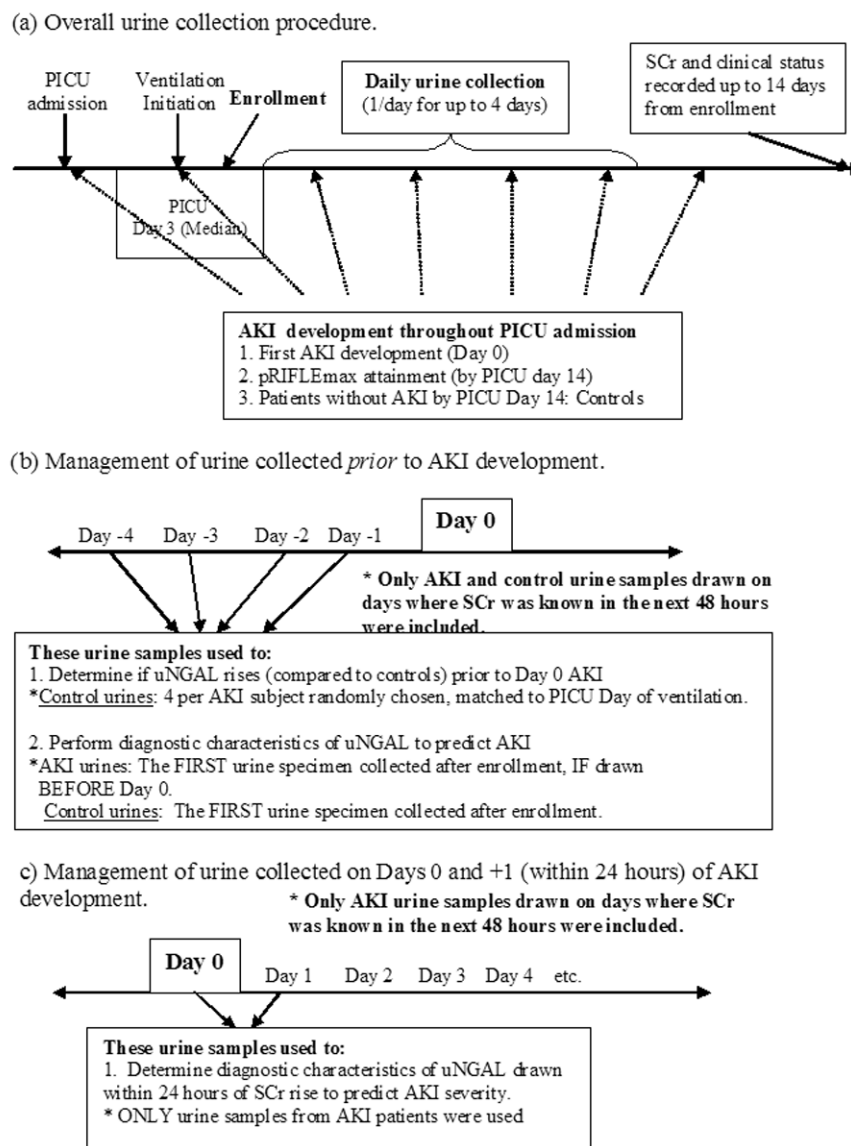 (a) Overall urine collection procedure.
PICU
admission
Ventilation
Initiation
Enrollment
Daily urine collection
(1/day for up to 4 days)
SCr and clinical status
recorded up to 14 days
from enrollment
PICU
Day 3 (Median)
AKI development throughout PICU admission
1. First AKI development (Day 0)
2. pRIFLEmax attainment (by PICU day 14)
3. Patients without AKI by PICU Day 14: Controls
(b) Management of urine collected prior to AKI development.
Day -4
Day -3
Day -2
Day -1
Day 0
* Only AKI and control urine samples drawn on
days where SCr was known in the next 48 hours
were included.
These urine samples used to:
1. Determine if uNGAL rises (compared to controls) prior to Day 0 AKI
*Control urines: 4 per AKI subject randomly chosen, matched to PICU Day of ventilation.
2. Perform diagnostic characteristics of uNGAL to predict AKI
*AKI urines: The FIRST urine specimen collected after enrollment, IF drawn
BEFORE Day 0.
Control urines: The FIRST urine specimen collected after enrollment.
c) Management of urine collected on Days 0 and +1 (within 24 hours) of AKI
development.
* Only AKI urine samples drawn on days where SCr
was known in the next 48 hours were included.
Day 0
Day 1
Day 2
Day 3
Day 4
etc.
These urine samples used to:
1. Determine diagnostic characteristics of uNGAL drawn
within 24 hours of SCr rise to predict AKI severity.
* ONLY urine samples from AKI patients were used